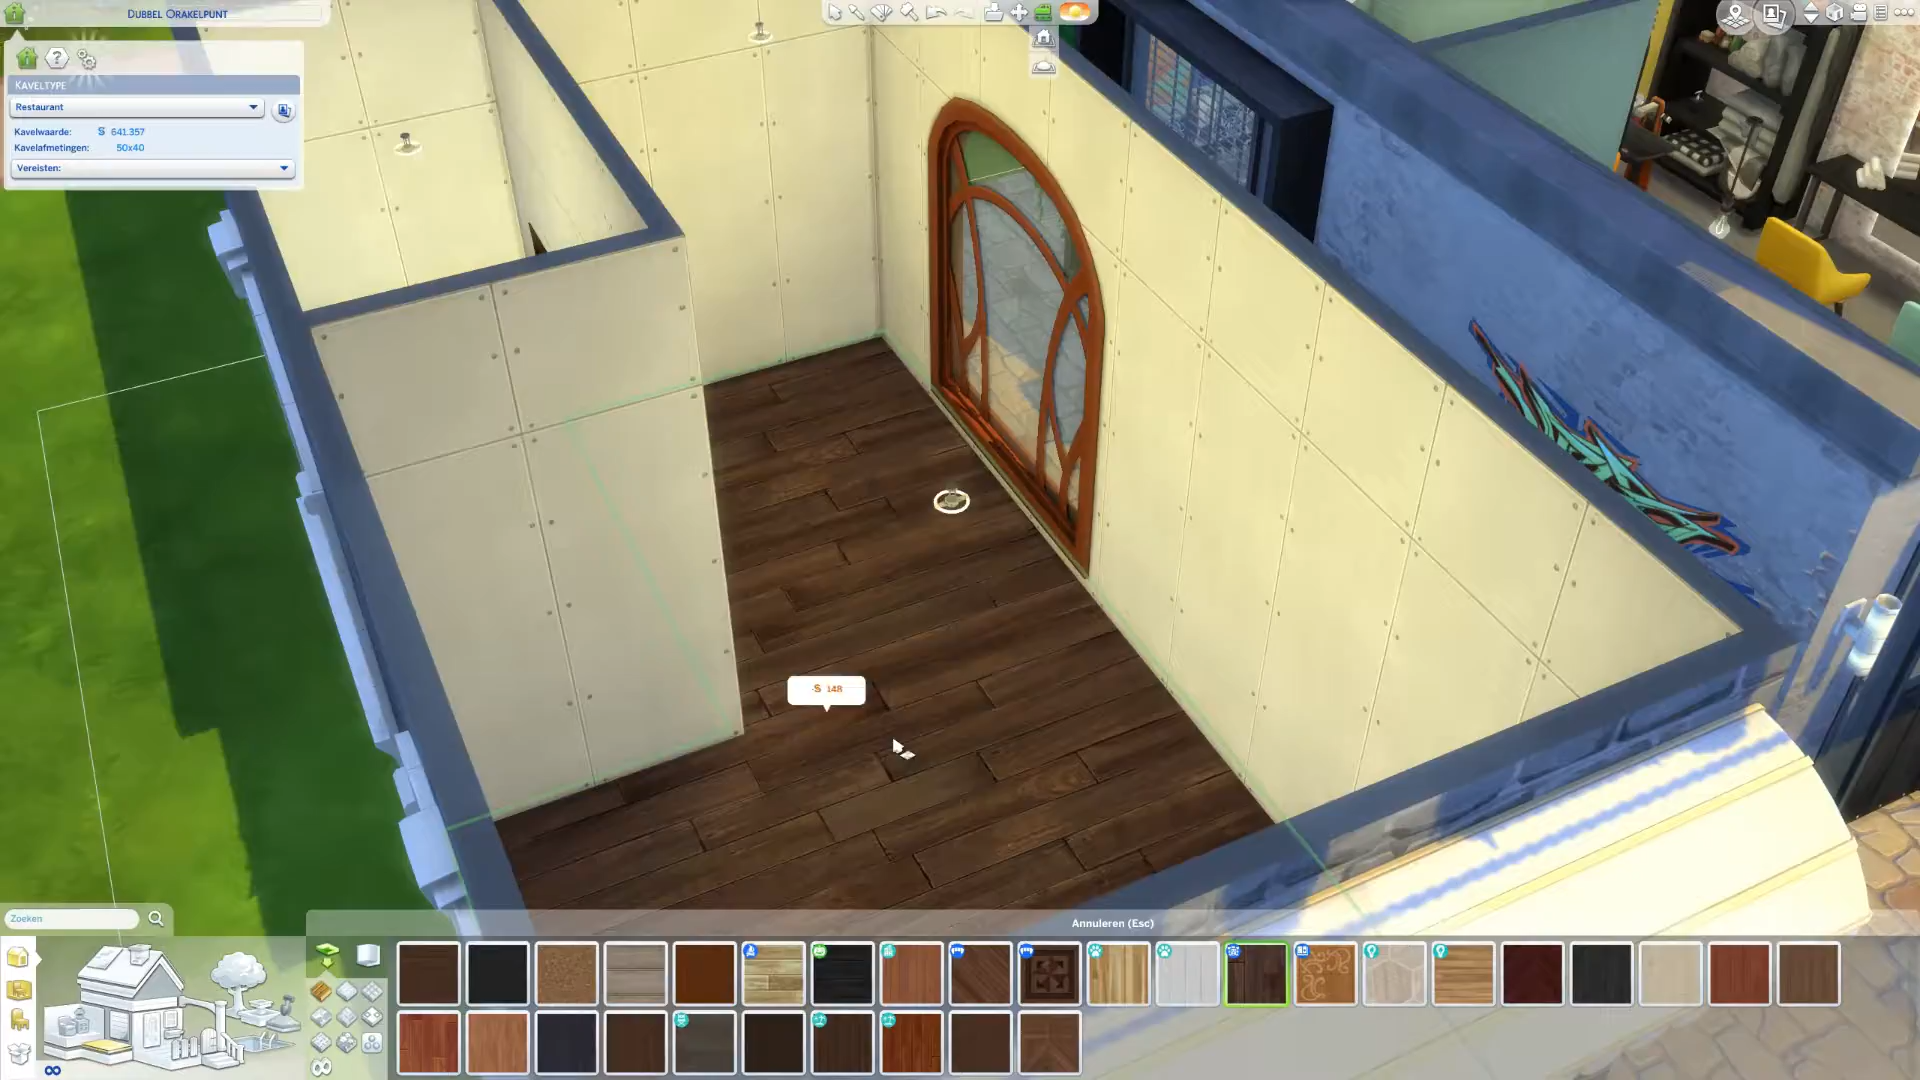 Dubbel Orakelpunt
Kaveltype
Restaurant
Kavelwaarde: § 641.357
Kavelafmetingen: 50x40
Vereisten:
-§ 148
Annuleren (Esc)
Zoeken